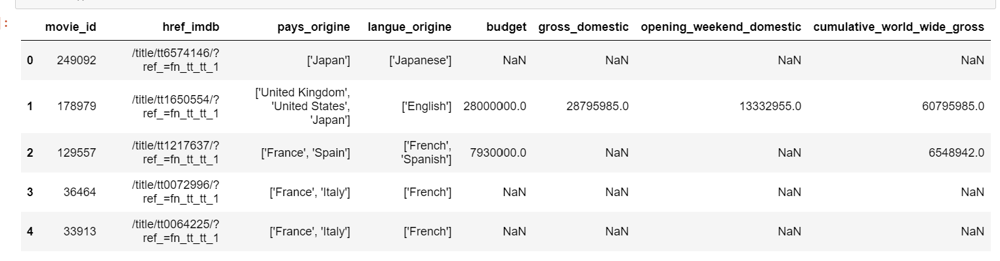 movie_id href_imdb pays_origine langue_origine budget gross_domestic opening_weekend_domestic cumulative_world_wide_gross
0 249092 /title/tt6574146/? ['Japan'] ['Japanese'] NaN NaN NaN NaN
ref_=fn_tt_tt_1
1 178979 /title/tt1650554/? ['United Kingdom', ['English'] 28000000.0 28795985.0 13332955.0 60795985.0
ref_=fn_tt_tt_1 'United States',
'Japan']
2 129557 /title/tt1217637/? ['France', 'Spain'] ['French', 7930000.0 NaN NaN 6548942.0
ref_=fn_tt_tt_1 'Spanish']
3 36464 /title/tt0072996/? ['France', 'Italy'] ['French'] NaN NaN NaN NaN
ref_=fn_tt_tt_1
4 33913 /title/tt0064225/? ['France', 'Italy'] ['French'] NaN NaN NaN NaN
ref_=fn_tt_tt_1